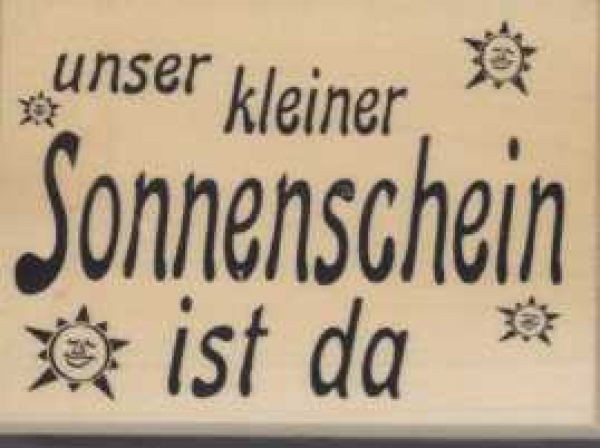 unser
kleiner
Sonnenschein
ist da